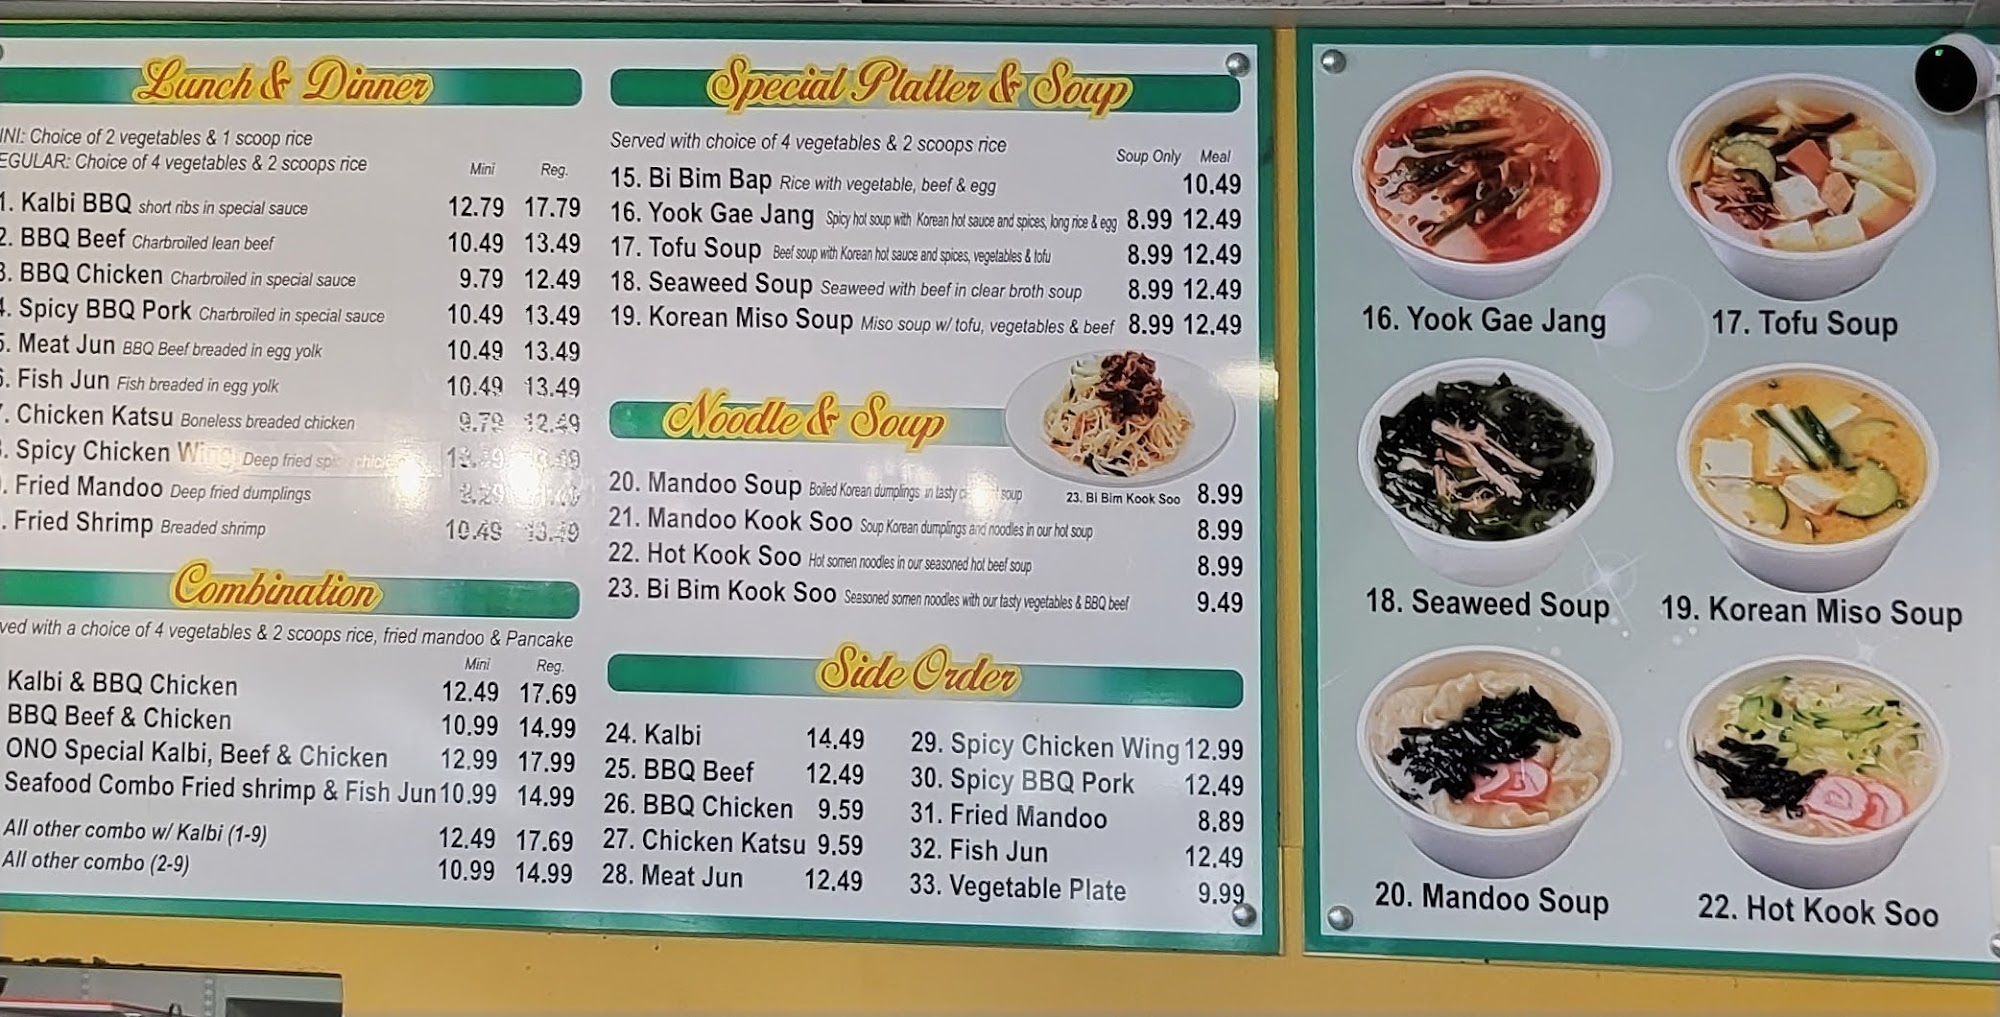 Lunch & Dinner
INI: Choice of 2 vegetables & 1 scoop rice
EGULAR: Choice of 4 vegetables & 2 scoops rice
Mini Reg.
1. Kalbi BBQ short ribs in special sauce 12.79 17.79
2. BBQ Beef Charbroiled lean beef 10.49 13.49
3. BBQ Chicken Charbroiled in special sauce 9.79 12.49
4. Spicy BBQ Pork Charbroiled in special sauce 10.49 13.49
5. Meat Jun BBQ Beef breaded in egg yolk 10.49 13.49
6. Fish Jun Fish breaded in egg yolk 10.49 13.49
7. Chicken Katsu Boneless breaded chicken 9.79 12.49
. Spicy Chicken Wing Deep fried
. Fried Mandoo Deep fried dumplings
. Fried Shrimp Breaded shrimp 10.49 13.49
Combination
ved with a choice of 4 vegetables & 2 scoops rice, fried mandoo & Pancake
Mini Reg.
Kalbi & BBQ Chicken 12.49 17.69
BBQ Beef & Chicken 10.99 14.99
ONO Special Kalbi, Beef & Chicken 12.99 17.99
Seafood Combo Fried shrimp & Fish Jun 10.99 14.99
All other combo w/ Kalbi (1-9) 12.49 17.69
All other combo (2-9) 10.99 14.99
Special Platter & Soup
Served with choice of 4 vegetables & 2 scoops rice
Soup Only Meal
15. Bi Bim Bap Rice with vegetable, beef & egg 10.49
16. Yook Gae Jang Spicy hot soup with Korean hot sauce and spices, long rice & egg 8.99 12.49
17. Tofu Soup Beef soup with Korean hot sauce and spices, vegetables & tofu 8.99 12.49
18. Seaweed Soup Seaweed with beef in clear broth soup 8.99 12.49
19. Korean Miso Soup Miso soup w/ tofu, vegetables & beef 8.99 12.49
Noodle & Soup
20. Mandoo Soup Boiled Korean dumplings in tasty soup 8.99
23. Bi Bim Kook Soo
21. Mandoo Kook Soo Soup Korean dumplings and noodles in our hot soup 8.99
22. Hot Kook Soo Hot somen noodles in our seasoned hot beef soup 8.99
23. Bi Bim Kook Soo Seasoned somen noodles with our tasty vegetables & BBQ beef 9.49
Side Order
24. Kalbi 14.49
25. BBQ Beef 12.49
26. BBQ Chicken 9.59
27. Chicken Katsu 9.59
28. Meat Jun 12.49
29. Spicy Chicken Wing 12.99
30. Spicy BBQ Pork 12.49
31. Fried Mandoo 8.89
32. Fish Jun 12.49
33. Vegetable Plate 9.99
16. Yook Gae Jang
17. Tofu Soup
18. Seaweed Soup
19. Korean Miso Soup
20. Mandoo Soup
22. Hot Kook Soo